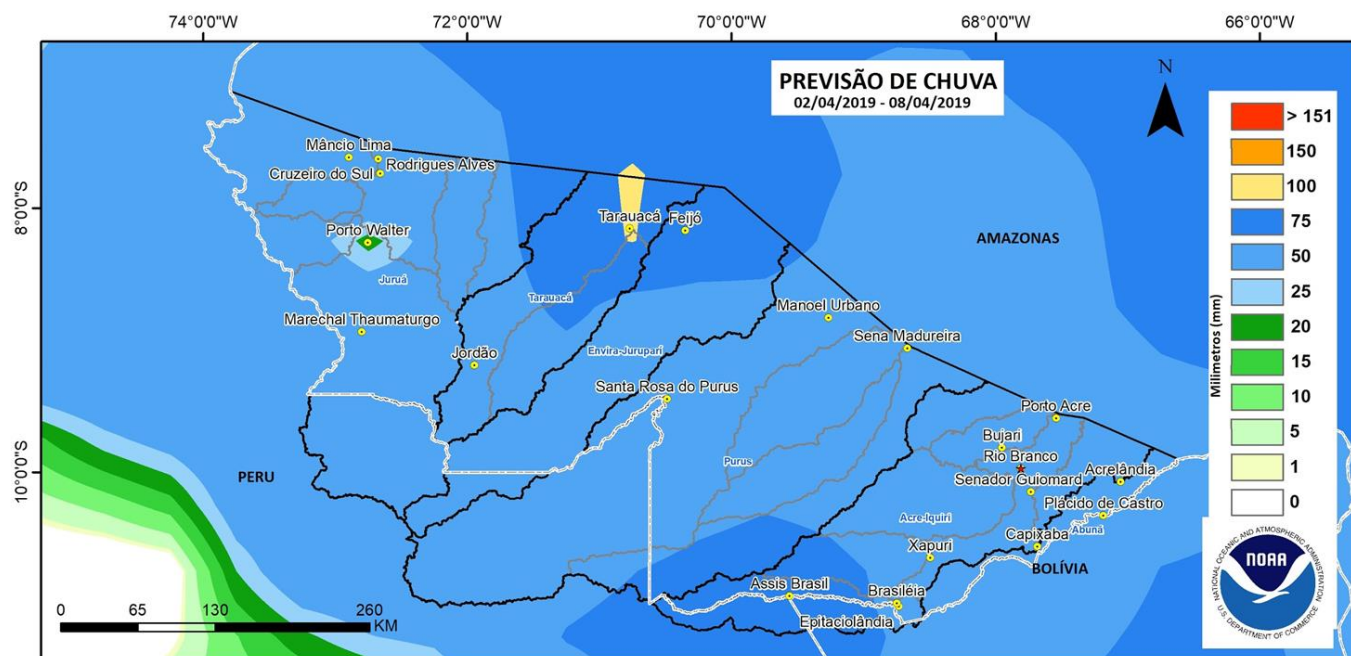 74°0'0"W 72°0'0"W 70°0'0"W 68°0'0"W 66°0'0"W
PREVISÃO DE CHUVA
02/04/2019 - 08/04/2019
N
> 151
150
100
75
50
25
20
15
10
5
1
0
Milimetros (mm)
8°0'0"S
10°0'0"S
Mâncio Lima
Rodrigues Alves
Cruzeiro do Sul
Tarauacá
Feijó
Porto Walter
AMAZONAS
Juruá
Tarauacá
Marechal Thaumaturgo
Manoel Urbano
Sena Madureira
Jordão
Envira-Jurupari
Santa Rosa do Purus
Porto Acre
Bujari
Rio Branco
Purus
PERU
Senador Guiomard
Acrelândia
Plácido de Castro
Acre-Iquiri
Abunã
Capixaba
Xapuri
BOLÍVIA
Assis Brasil
Brasiléia
Epitaciolândia
0 65 130 260
KM
NATIONAL OCEANIC AND ATMOSPHERIC ADMINISTRATION
NOAA
U.S. DEPARTMENT OF COMMERCE